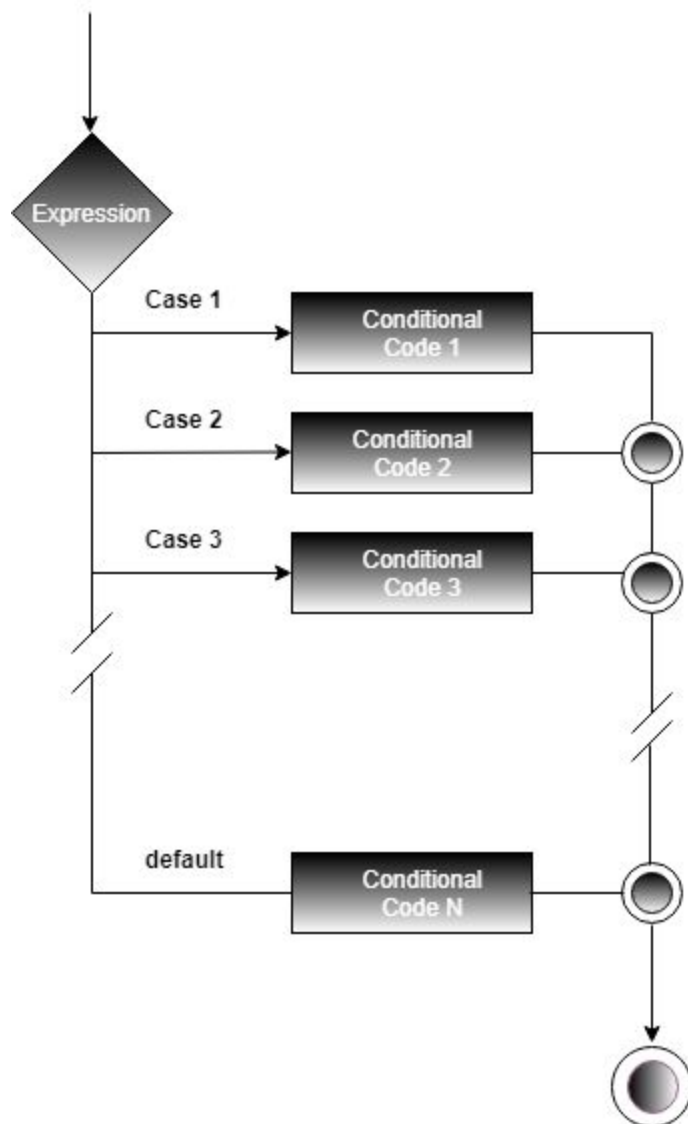 Expression
Case 1
Conditional
Code 1
Case 2
Conditional
Code 2
Case 3
Conditional
Code 3
default
Conditional
Code N